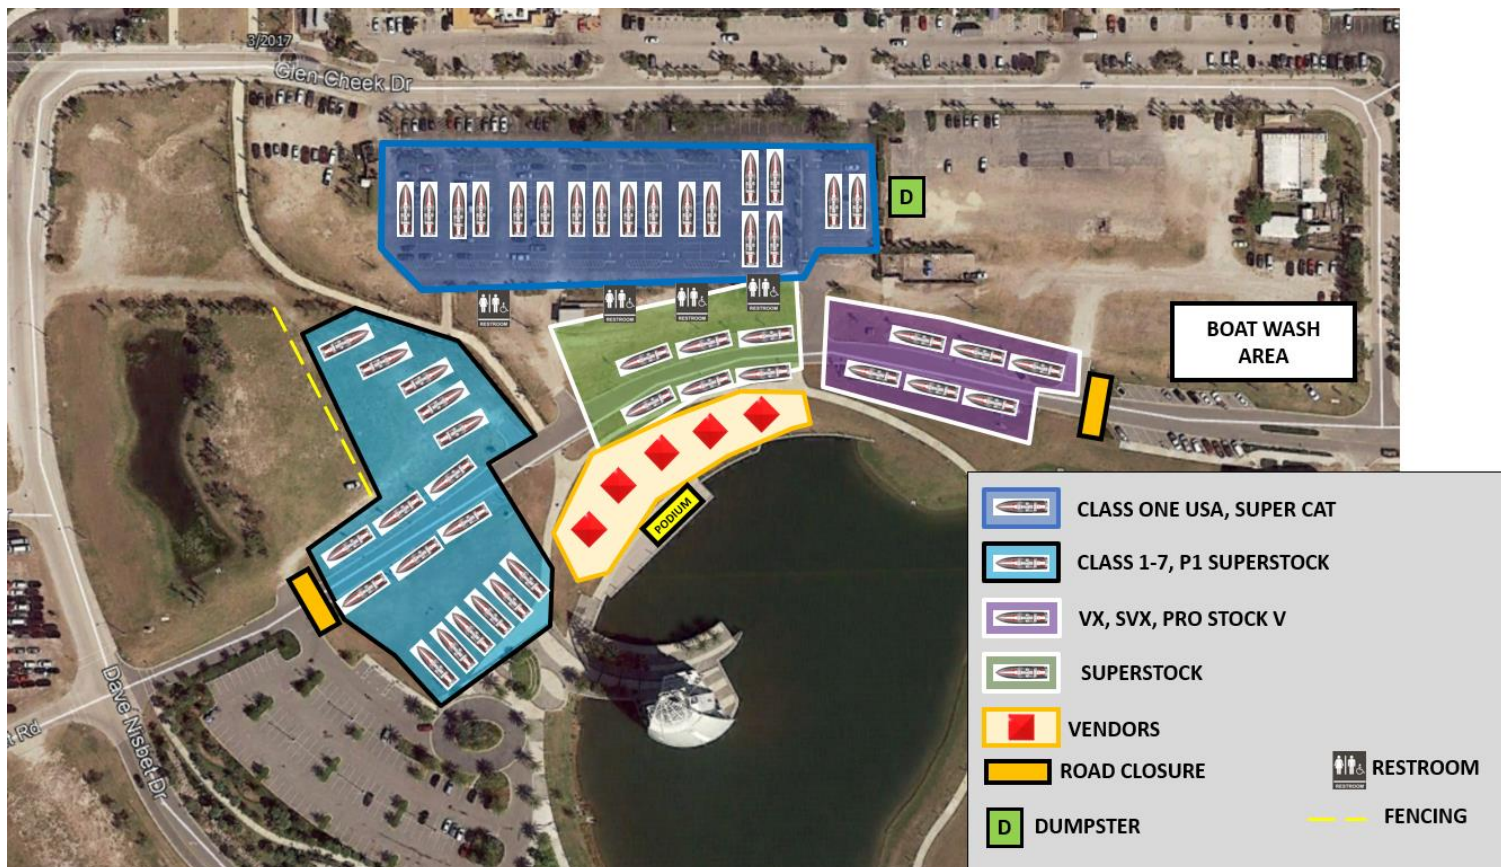 3/2017
Glen Cheek Dr
D
RESTROOM
RESTROOM
RESTROOM
RESTROOM
BOAT WASH
AREA
PODIUM
Dave Nisbet Dr
Rd
CLASS ONE USA, SUPER CAT
CLASS 1-7, P1 SUPERSTOCK
VX, SVX, PRO STOCK V
SUPERSTOCK
VENDORS
ROAD CLOSURE
RESTROOM
RESTROOM
D
DUMPSTER
FENCING